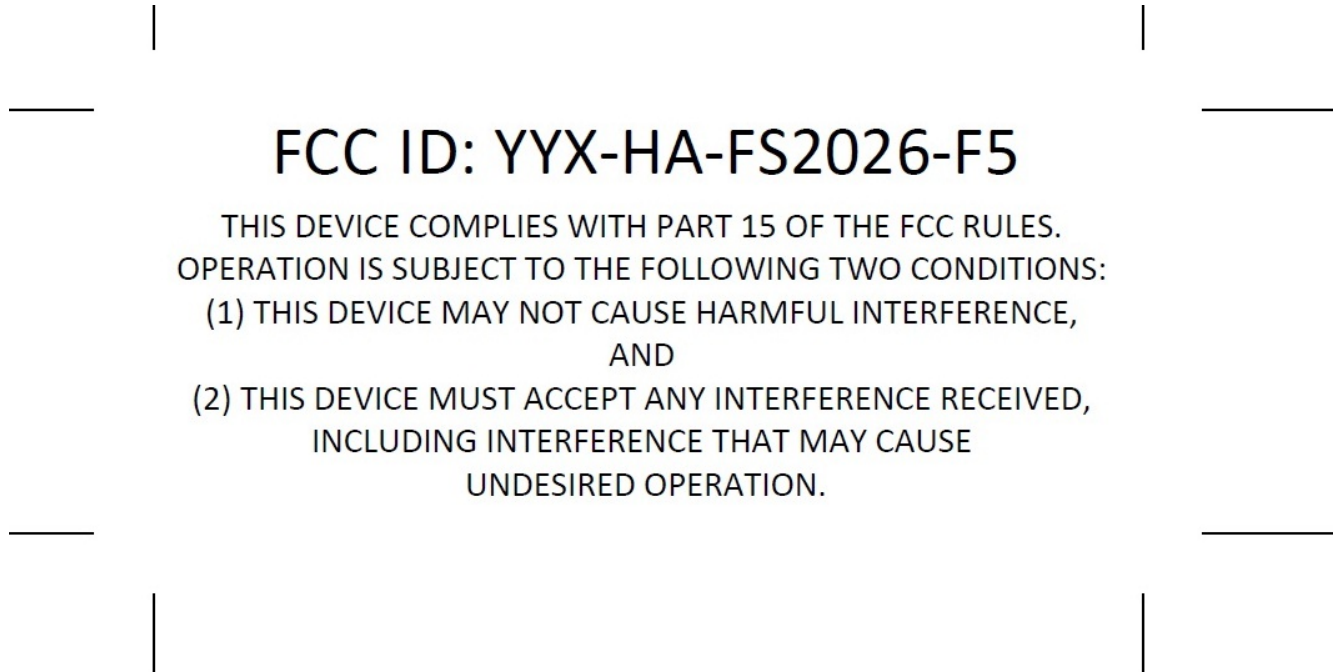 FCC ID: YYX-HA-FS2026-F5
THIS DEVICE COMPLIES WITH PART 15 OF THE FCC RULES.
OPERATION IS SUBJECT TO THE FOLLOWING TWO CONDITIONS:
(1) THIS DEVICE MAY NOT CAUSE HARMFUL INTERFERENCE,
AND
(2) THIS DEVICE MUST ACCEPT ANY INTERFERENCE RECEIVED,
INCLUDING INTERFERENCE THAT MAY CAUSE
UNDESIRED OPERATION.